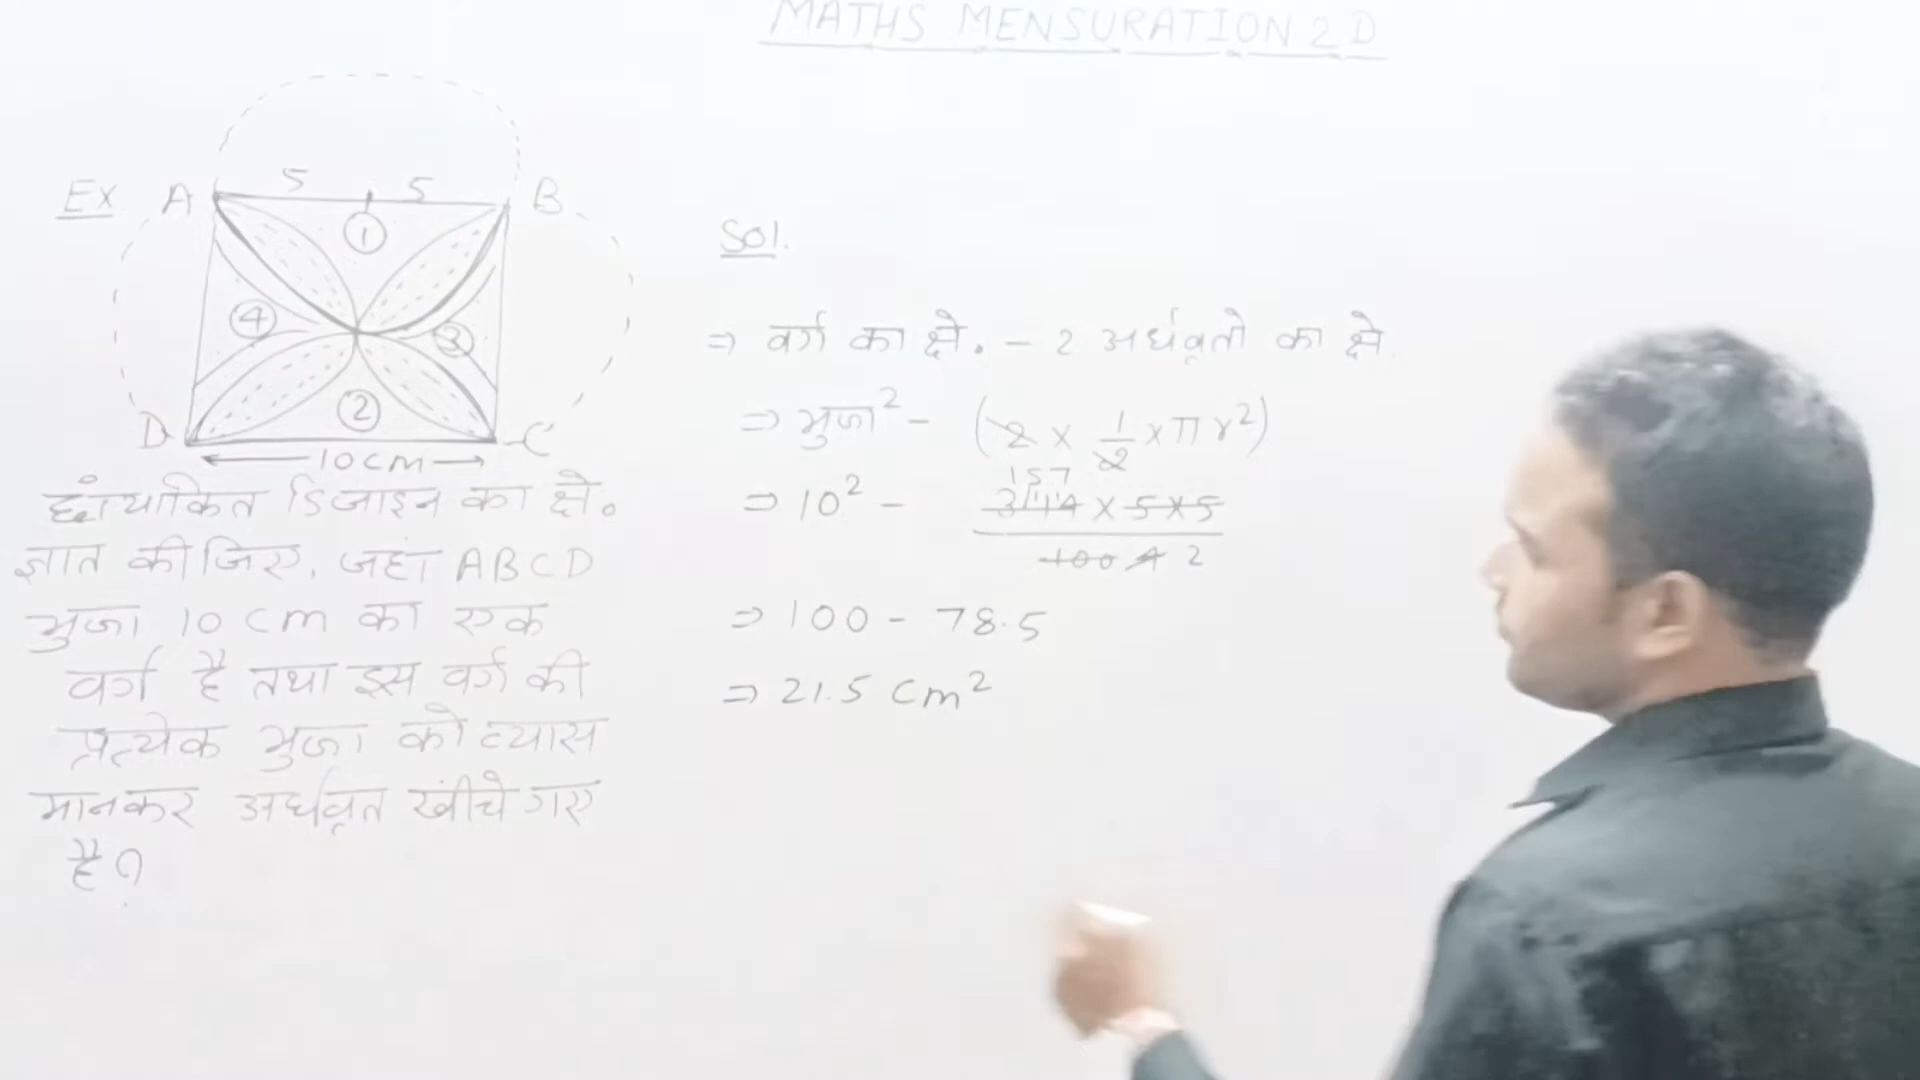 MATHS MENSURATION 2D
Ex A 5 5 B
1
4 3
2
D C
10cm
छायांकित डिजाइन का क्षे.
ज्ञात कीजिए, जहां ABCD
भुजा 10 cm का एक
वर्ग है तथा इस वर्ग की
प्रत्येक भुजा को व्यास
मानकर अर्धवृत खींचे गए
है?
Sol.
⇒ वर्ग का क्षे. - 2 अर्धवृतो का क्षे.
⇒ भुजा² - (2 × 1/2 × π r²)
157
⇒ 10² - 314 × 5 × 5
100 4 2
⇒ 100 - 78.5
⇒ 21.5 cm²